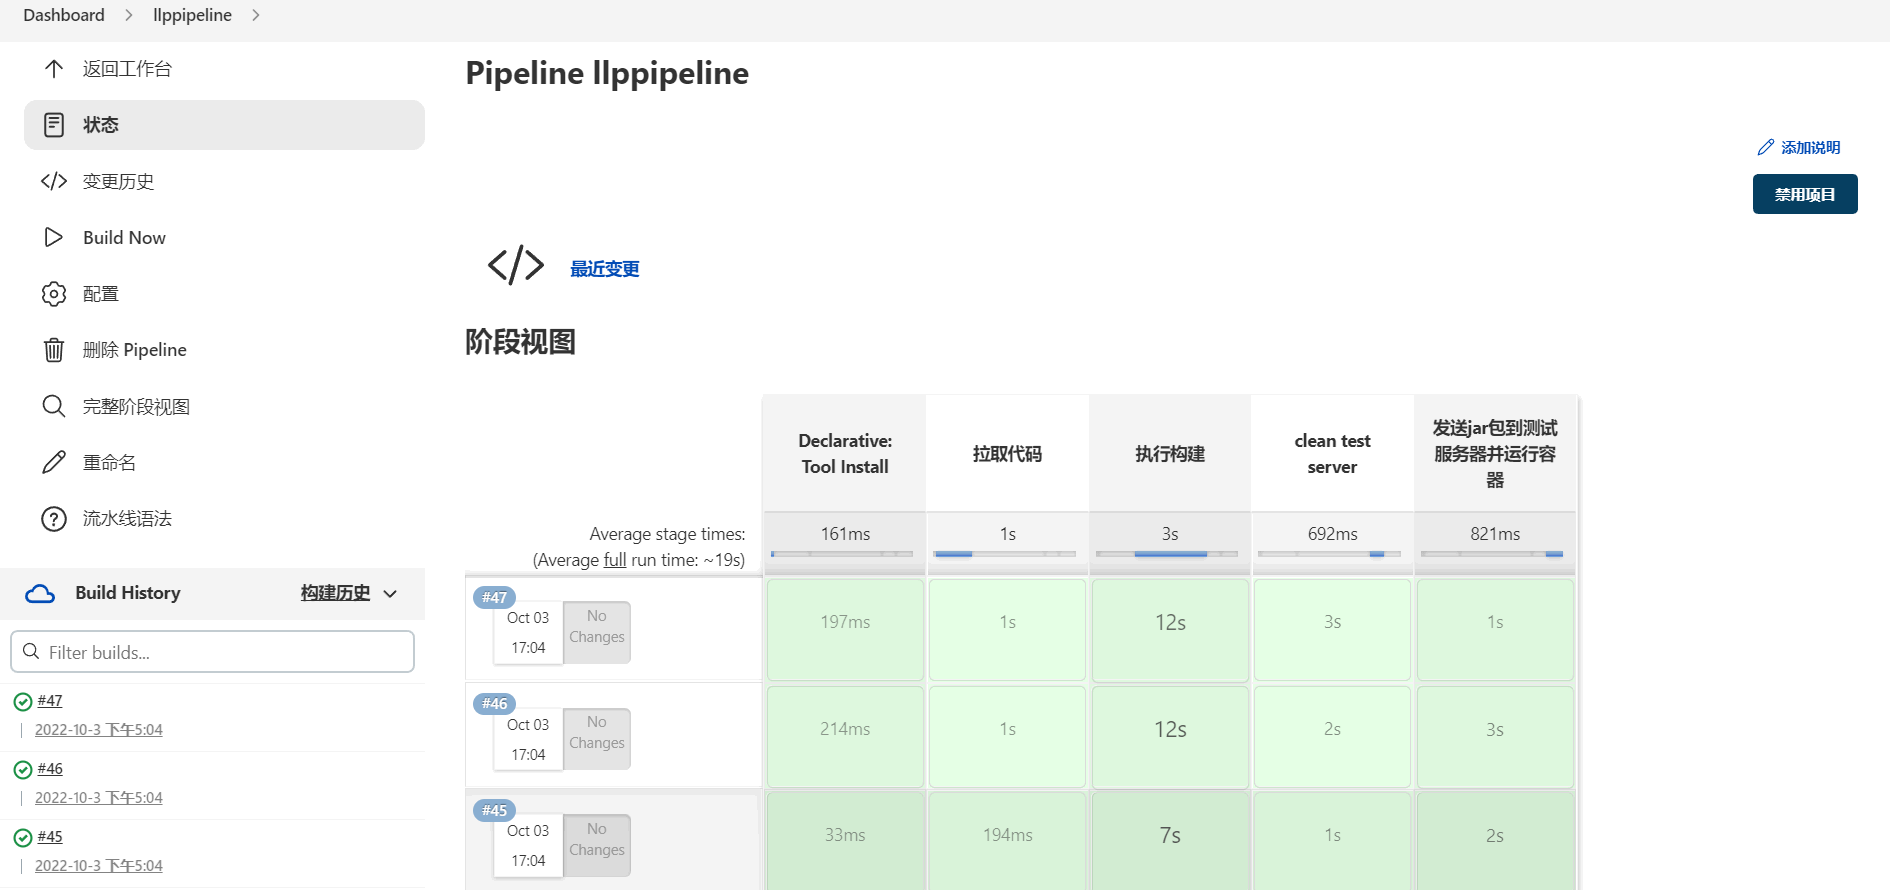 Dashboard
llppipeline
返回工作台
状态
变更历史
Build Now
配置
删除 Pipeline
完整阶段视图
重命名
流水线语法
Build History
构建历史
Filter builds...
#47
2022-10-3 下午5:04
#46
2022-10-3 下午5:04
#45
2022-10-3 下午5:04
Pipeline llppipeline
添加说明
禁用项目
最近变更
阶段视图
Declarative:
Tool Install
拉取代码
执行构建
clean test
server
发送jar包到测试
服务器并运行容
器
Average stage times:
(Average full run time: ~19s)
161ms
1s
3s
692ms
821ms
#47
Oct 03
17:04
No
Changes
197ms
1s
12s
3s
1s
#46
Oct 03
17:04
No
Changes
214ms
1s
12s
2s
3s
#45
Oct 03
17:04
No
Changes
33ms
194ms
7s
1s
2s